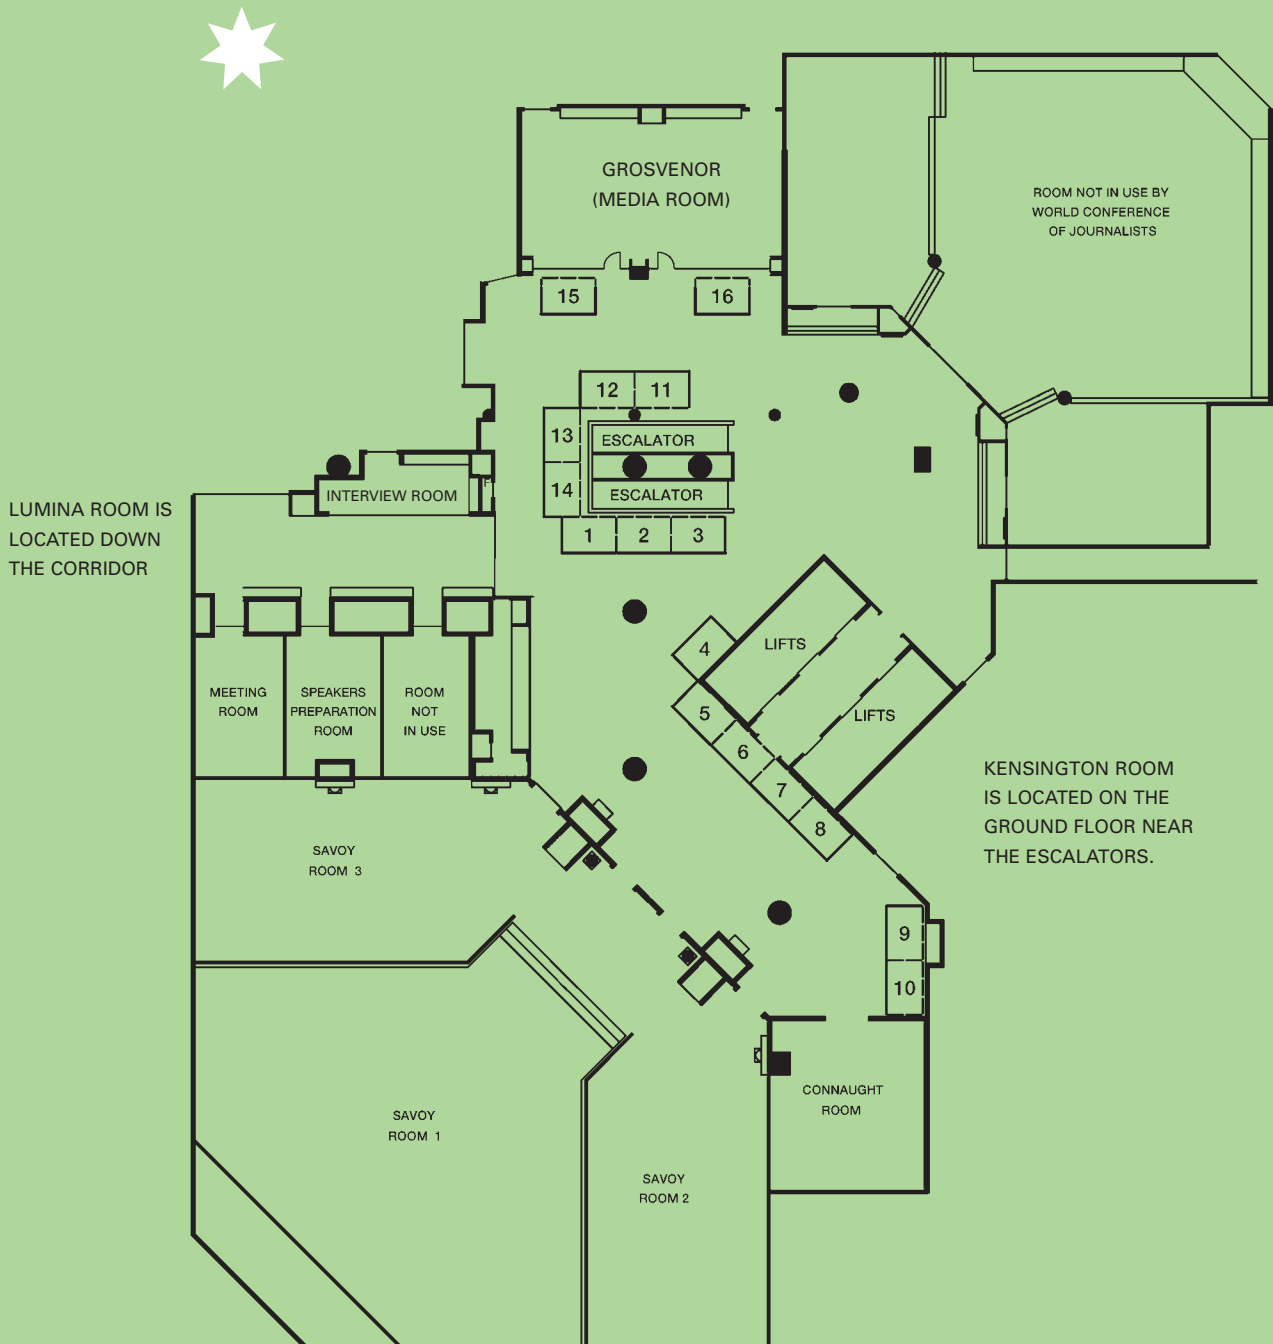 GROSVENOR
(MEDIA ROOM)
ROOM NOT IN USE BY
WORLD CONFERENCE
OF JOURNALISTS
15
16
12
11
13
ESCALATOR
14
ESCALATOR
1
2
3
INTERVIEW ROOM
F
LUMINA ROOM IS
LOCATED DOWN
THE CORRIDOR
4
LIFTS
5
6
7
8
LIFTS
MEETING
ROOM
SPEAKERS
PREPARATION
ROOM
ROOM
NOT
IN USE
KENSINGTON ROOM
IS LOCATED ON THE
GROUND FLOOR NEAR
THE ESCALATORS.
SAVOY
ROOM 3
9
10
CONNAUGHT
ROOM
SAVOY
ROOM 1
SAVOY
ROOM 2